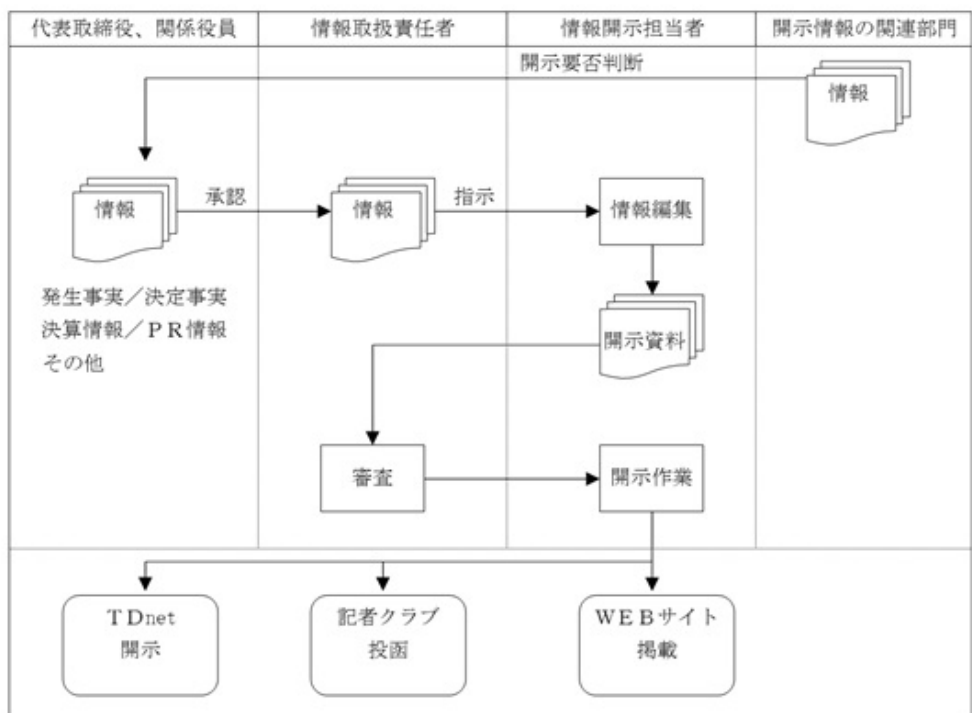 代表取締役、関係役員
情報取扱責任者
情報開示担当者
開示情報の関連部門
開示要否判断
情報
情報
承認
情報
指示
情報編集
発生事実／決定事実
決算情報／ＰＲ情報
その他
開示資料
審査
開示作業
ＴＤnet
開示
記者クラブ
投函
ＷＥＢサイト
掲載